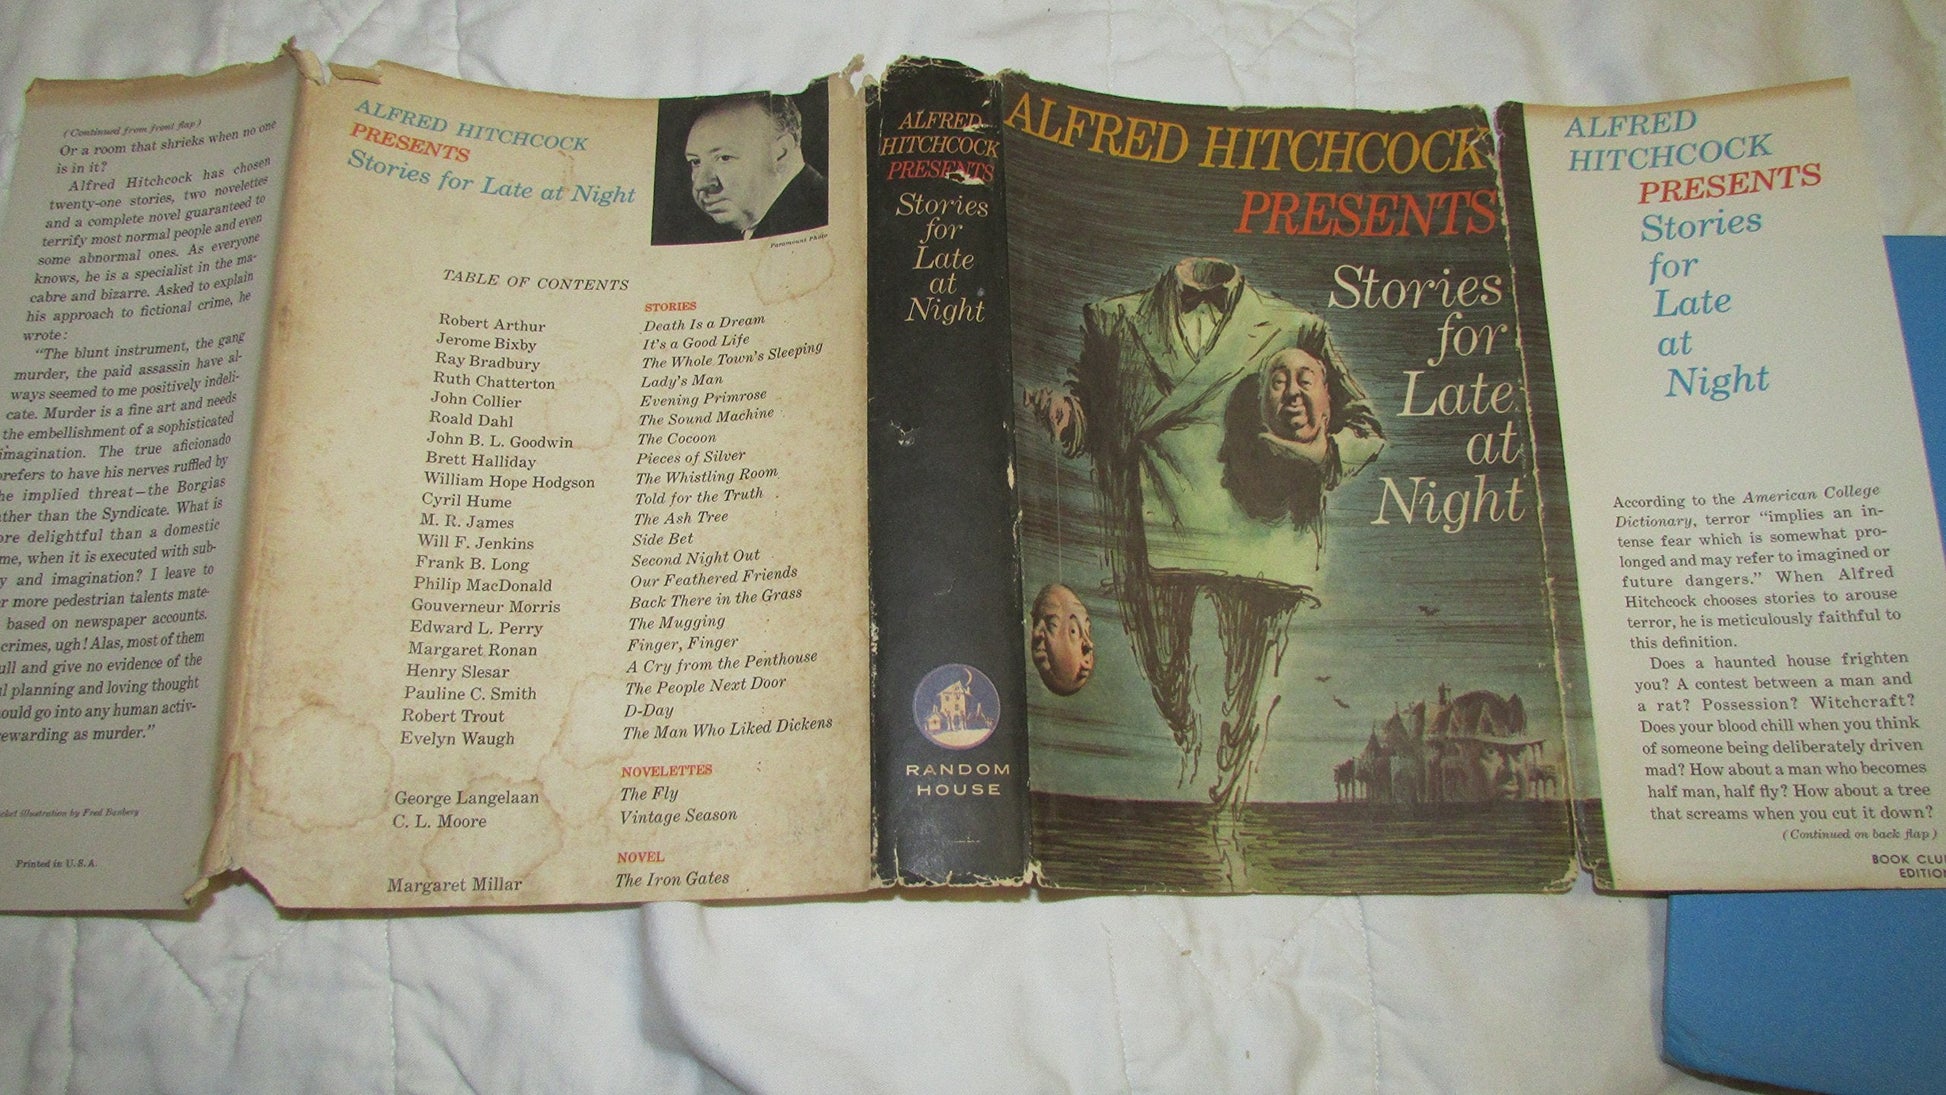 (Continued from front flap)
Or a room that shrieks when no one
is in it?
Alfred Hitchcock has chosen
twenty-one stories, two novelettes
and a complete novel guaranteed to
terrify most normal people and even
some abnormal ones. As everyone
knows, he is a specialist in the ma-
cabre and bizarre. Asked to explain
his approach to fictional crime, he
wrote:
"The blunt instrument, the gang
murder, the paid assassin have al-
ways seemed to me positively indeli-
cate. Murder is a fine art and needs
the embellishment of a sophisticated
imagination. The true aficionado
prefers to have his nerves ruffled by
he implied threat—the Borgias
ather than the Syndicate. What is
ore delightful than a domestic
me, when it is executed with sub-
y and imagination? I leave to
r more pedestrian talents mate-
based on newspaper accounts.
crimes, ugh! Alas, most of them
ull and give no evidence of the
l planning and loving thought
ould go into any human activ-
ewarding as murder."
cket illustration by Fred Banbery
Printed in U.S.A.
ALFRED HITCHCOCK
PRESENTS
Stories for Late at Night
Paramount Photo
TABLE OF CONTENTS
STORIES
Robert Arthur Death Is a Dream
Jerome Bixby It's a Good Life
Ray Bradbury The Whole Town's Sleeping
Ruth Chatterton Lady's Man
John Collier Evening Primrose
Roald Dahl The Sound Machine
John B. L. Goodwin The Cocoon
Brett Halliday Pieces of Silver
William Hope Hodgson The Whistling Room
Cyril Hume Told for the Truth
M. R. James The Ash Tree
Will F. Jenkins Side Bet
Frank B. Long Second Night Out
Philip MacDonald Our Feathered Friends
Gouverneur Morris Back There in the Grass
Edward L. Perry The Mugging
Margaret Ronan Finger, Finger
Henry Slesar A Cry from the Penthouse
Pauline C. Smith The People Next Door
Robert Trout D-Day
Evelyn Waugh The Man Who Liked Dickens
NOVELETTES
George Langelaan The Fly
C. L. Moore Vintage Season
NOVEL
Margaret Millar The Iron Gates
ALFRED
HITCHCOCK
PRESENTS
Stories
for
Late
at
Night
RANDOM
HOUSE
ALFRED HITCHCOCK
PRESENTS
Stories
for
Late
at
Night
ALFRED
HITCHCOCK
PRESENTS
Stories
for
Late
at
Night
According to the American College
Dictionary, terror "implies an in-
tense fear which is somewhat pro-
longed and may refer to imagined or
future dangers." When Alfred
Hitchcock chooses stories to arouse
terror, he is meticulously faithful to
this definition.
Does a haunted house frighten
you? A contest between a man and
a rat? Possession? Witchcraft?
Does your blood chill when you think
of someone being deliberately driven
mad? How about a man who becomes
half man, half fly? How about a tree
that screams when you cut it down?
(Continued on back flap)
BOOK CLUB
EDITION